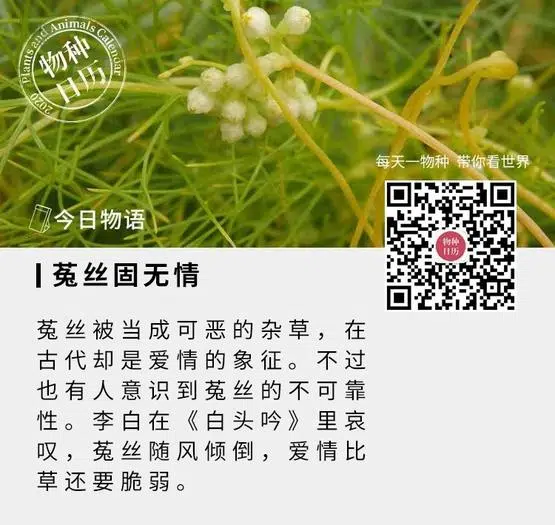 Plants and Animals Calendar
物种
日历
2020
每天一物种 带你看世界
物种
日历
今日物语
菟丝固无情
菟丝被当成可恶的杂草，在
古代却是爱情的象征。不过
也有人意识到菟丝的不可靠
性。李白在《白头吟》里哀
叹，菟丝随风倾倒，爱情比
草还要脆弱。